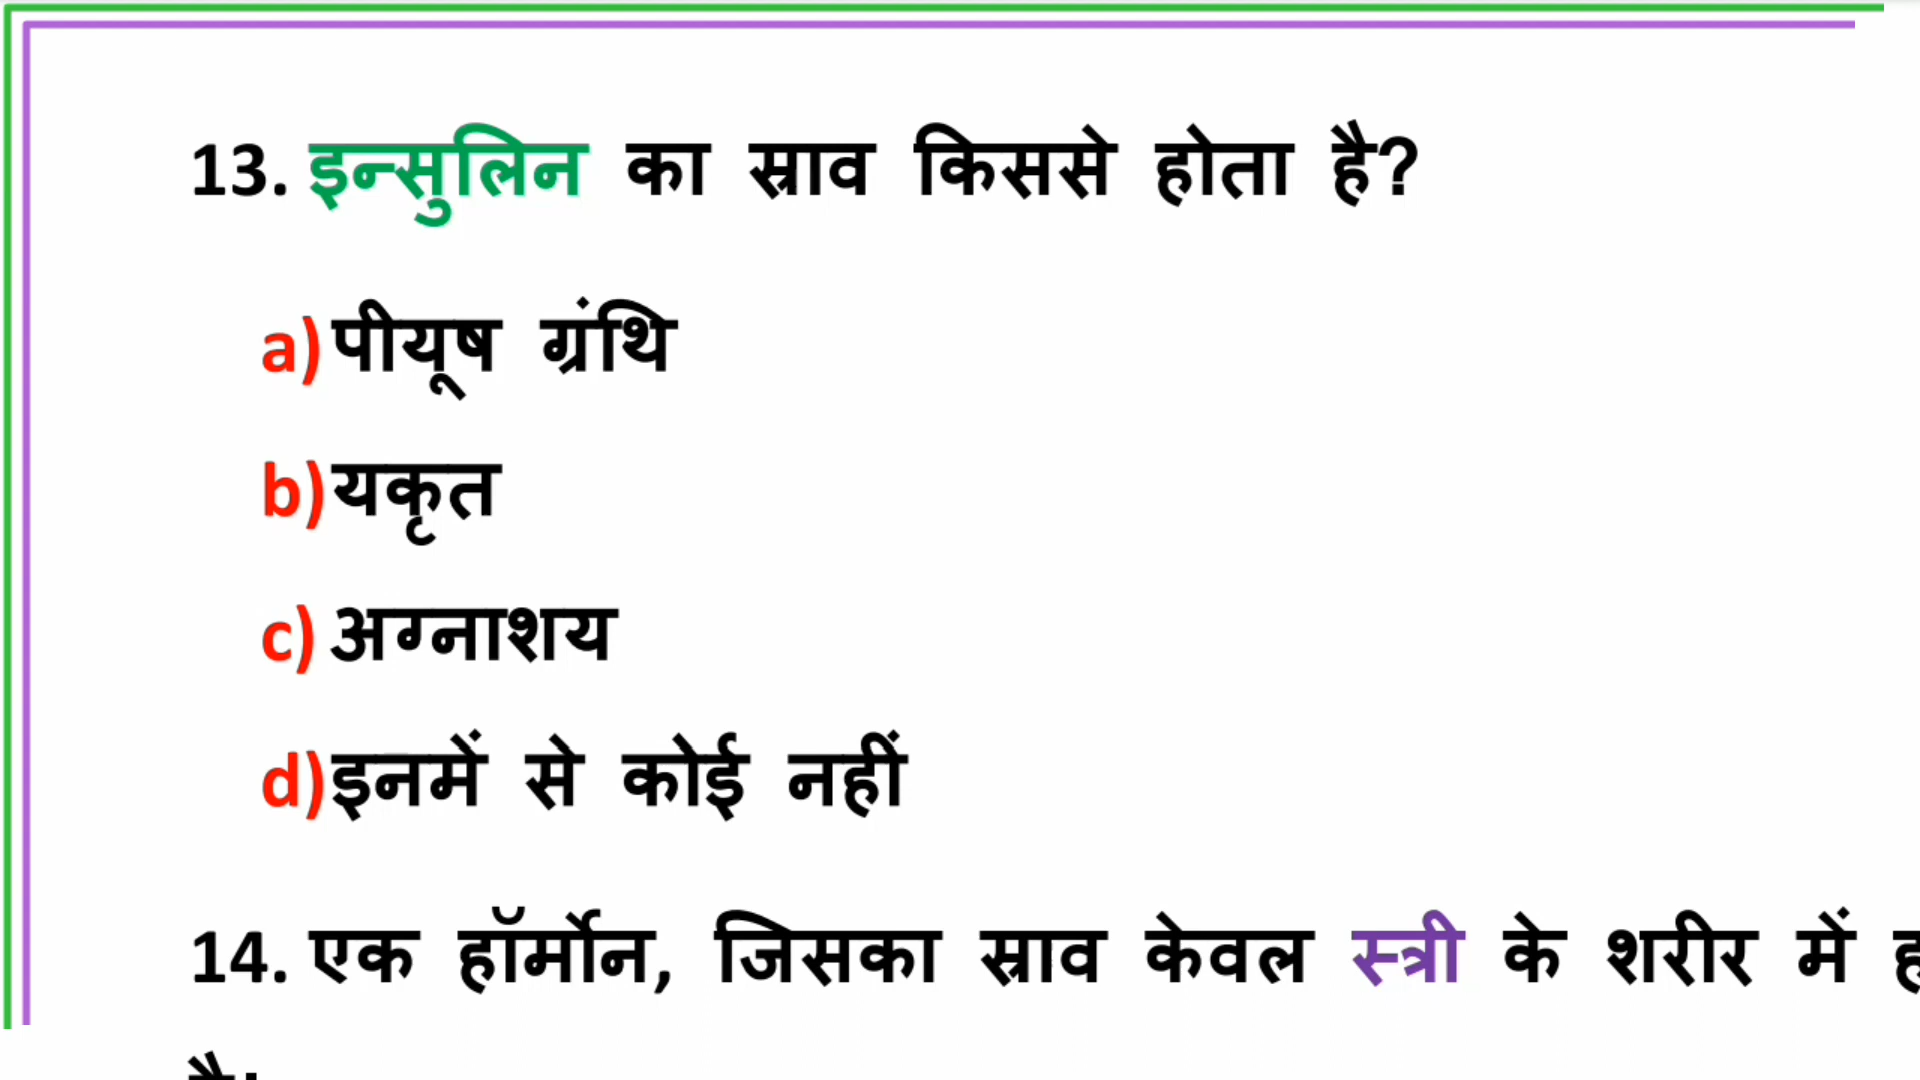 13. इन्सुलिन का स्राव किससे होता है?
a) पीयूष ग्रंथि
b) यकृत
c) अग्नाशय
d) इनमें से कोई नहीं
14. एक हॉर्मोन, जिसका स्राव केवल स्त्री के शरीर में